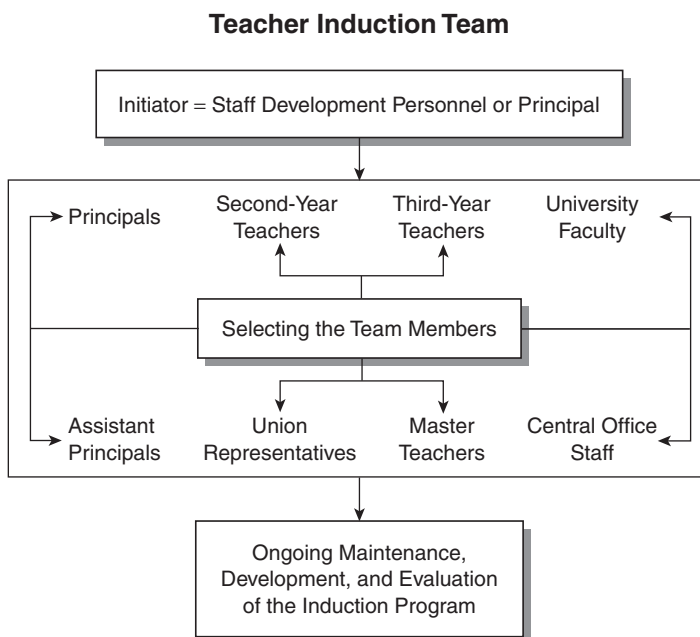 Teacher Induction Team
Initiator = Staff Development Personnel or Principal
Principals
Second-Year
Teachers
Third-Year
Teachers
University
Faculty
Selecting the Team Members
Assistant
Principals
Union
Representatives
Master
Teachers
Central Office
Staff
Ongoing Maintenance,
Development, and Evaluation
of the Induction Program